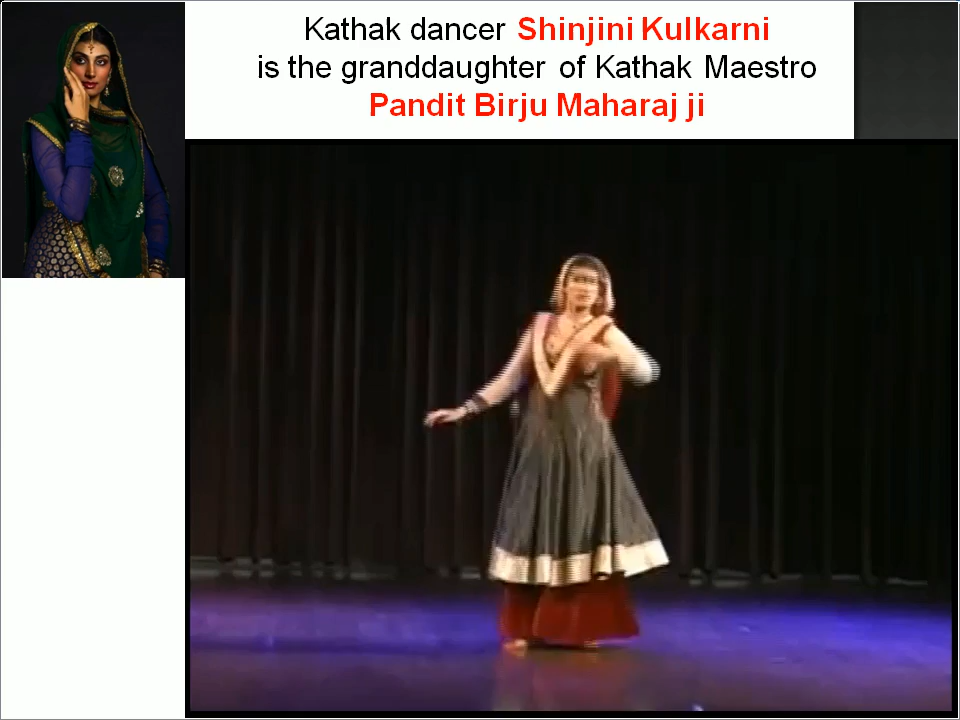 Kathak dancer Shinjini Kulkarni
is the granddaughter of Kathak Maestro
Pandit Birju Maharaj ji